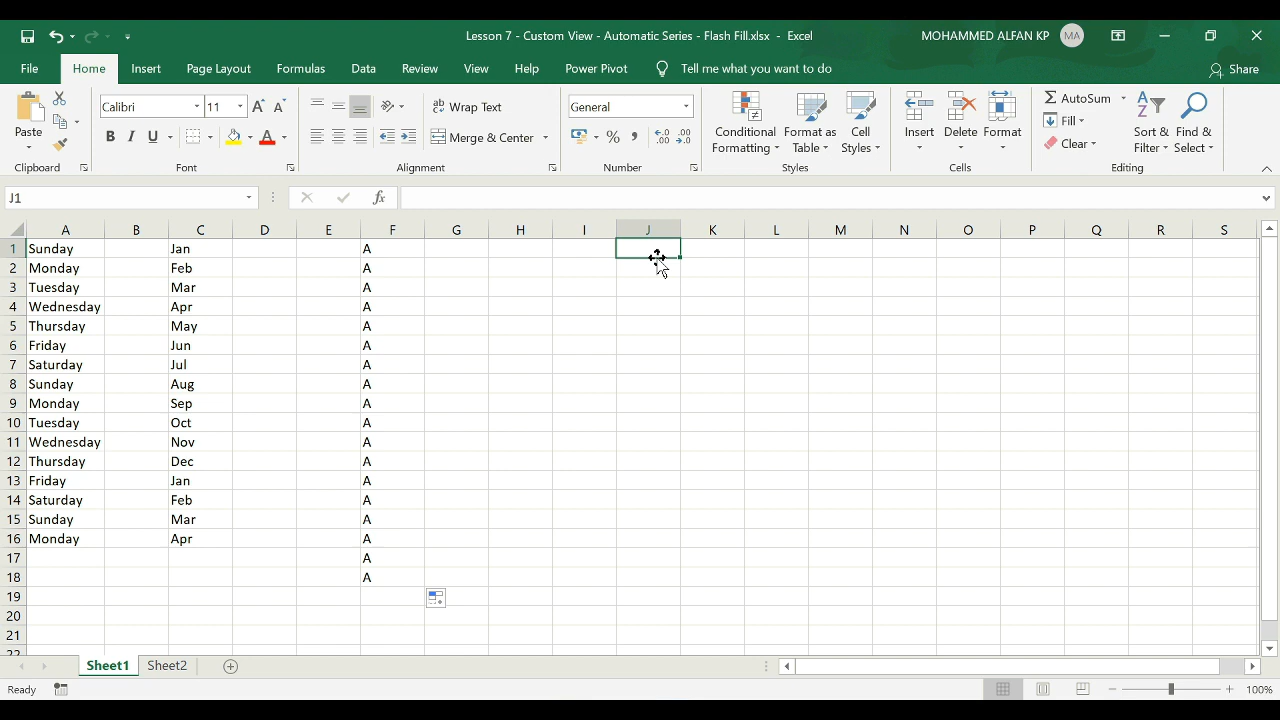 Lesson 7 - Custom View - Automatic Series - Flash Fill.xlsx - Excel MOHAMMED ALFAN KP MA
File Home Insert Page Layout Formulas Data Review View Help Power Pivot Tell me what you want to do Share
Calibri 11 Wrap Text General AutoSum
Paste Conditional Formatting Format as Table Cell Styles Insert Delete Format Fill Sort & Filter Find & Select
B I U Merge & Center % , Clear
Clipboard Font Alignment Number Styles Cells Editing
J1 fx
A B C D E F G H I J K L M N O P Q R S
1 Sunday Jan A
2 Monday Feb A
3 Tuesday Mar A
4 Wednesday Apr A
5 Thursday May A
6 Friday Jun A
7 Saturday Jul A
8 Sunday Aug A
9 Monday Sep A
10 Tuesday Oct A
11 Wednesday Nov A
12 Thursday Dec A
13 Friday Jan A
14 Saturday Feb A
15 Sunday Mar A
16 Monday Apr A
17 A
18 A
19
20
21
22
Sheet1 Sheet2
Ready 100%